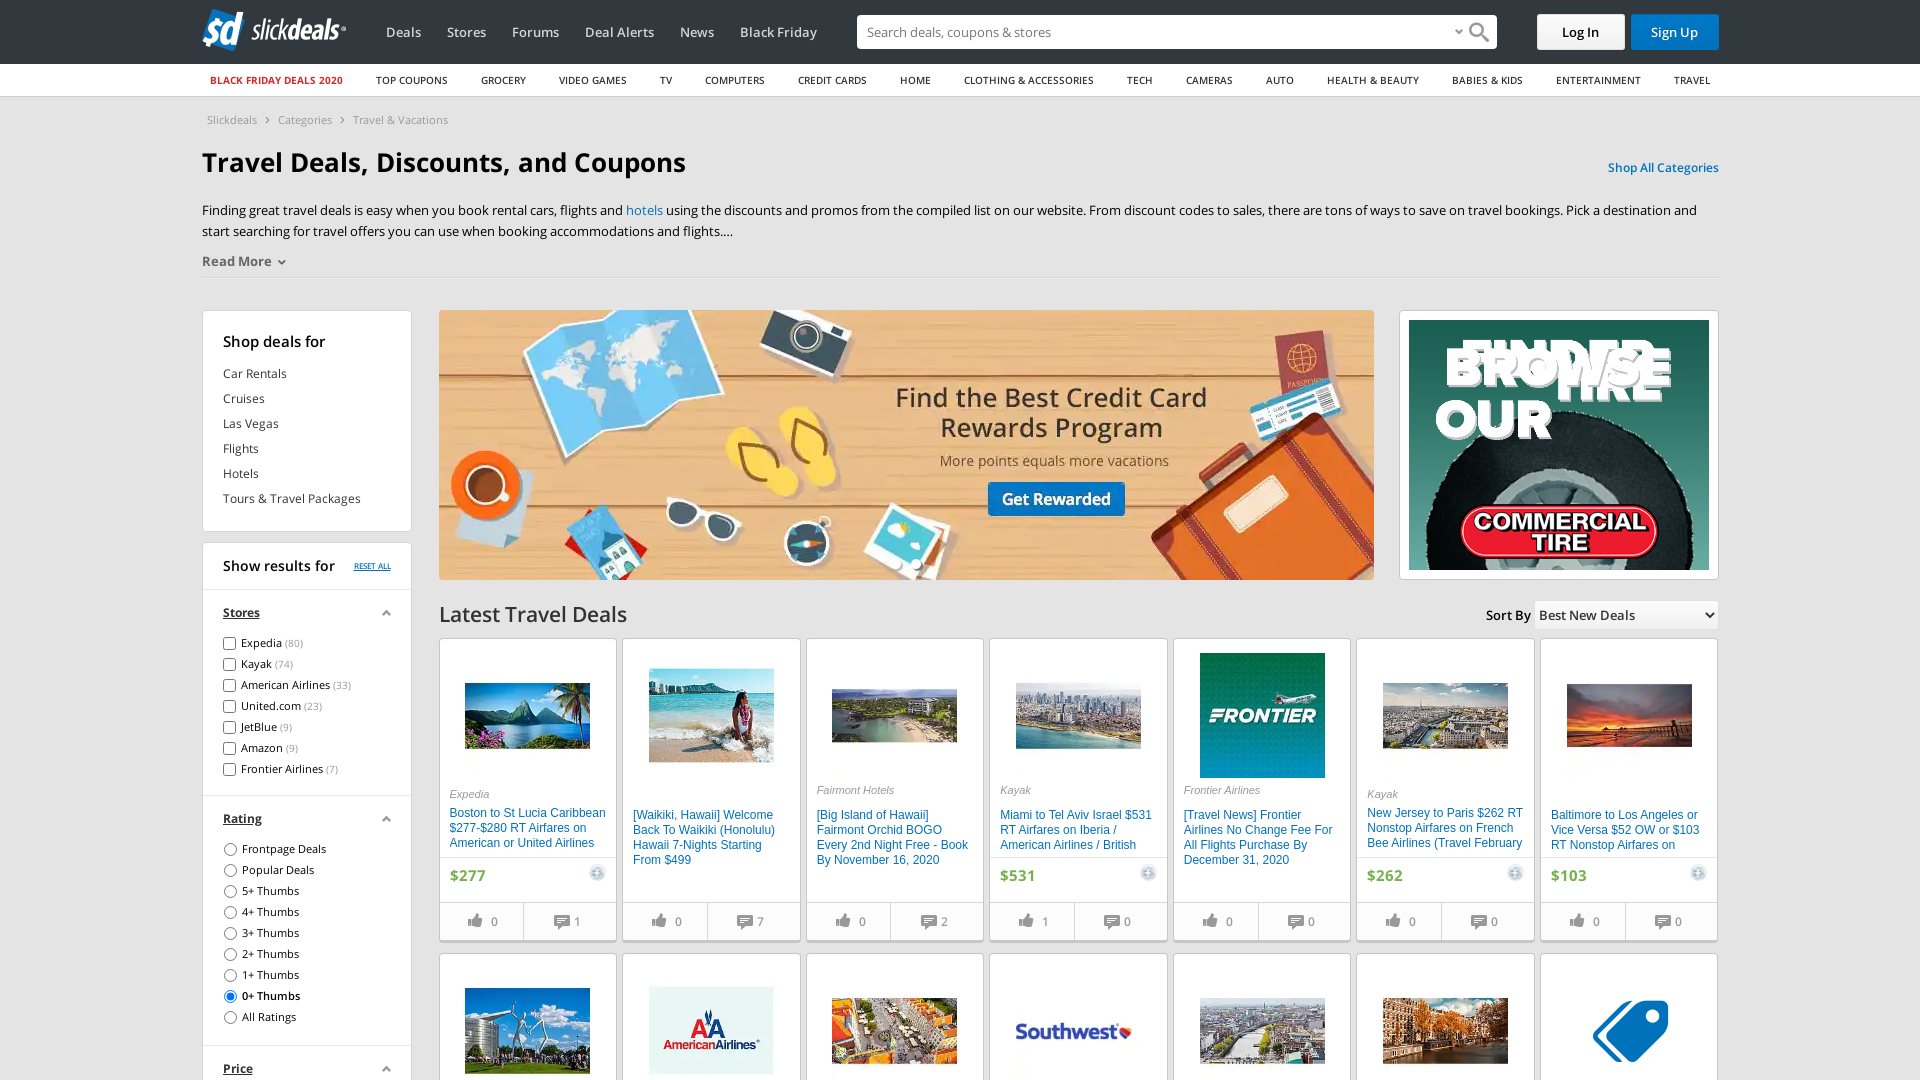 sd slickdeals
Deals Stores Forums Deal Alerts News Black Friday
Search deals, coupons & stores
Log In
Sign Up
BLACK FRIDAY DEALS 2020 TOP COUPONS GROCERY VIDEO GAMES TV COMPUTERS CREDIT CARDS HOME CLOTHING & ACCESSORIES TECH CAMERAS AUTO HEALTH & BEAUTY BABIES & KIDS ENTERTAINMENT TRAVEL
Slickdeals › Categories › Travel & Vacations
Travel Deals, Discounts, and Coupons
Shop All Categories
Finding great travel deals is easy when you book rental cars, flights and hotels using the discounts and promos from the compiled list on our website. From discount codes to sales, there are tons of ways to save on travel bookings. Pick a destination and
start searching for travel offers you can use when booking accommodations and flights....
Read More
Shop deals for
Car Rentals
Cruises
Las Vegas
Flights
Hotels
Tours & Travel Packages
Show results for
RESET ALL
Stores
Expedia (80)
Kayak (74)
American Airlines (33)
United.com (23)
JetBlue (9)
Amazon (9)
Frontier Airlines (7)
Rating
Frontpage Deals
Popular Deals
5+ Thumbs
4+ Thumbs
3+ Thumbs
2+ Thumbs
1+ Thumbs
0+ Thumbs
All Ratings
Price
PASSPORT
Find the Best Credit Card
Rewards Program
More points equals more vacations
Get Rewarded
BROWSE
TIRE
OUR
COMMERCIAL
TIRE
Latest Travel Deals
Sort By Best New Deals
Expedia
Boston to St Lucia Caribbean
$277-$280 RT Airfares on
American or United Airlines
$277
0
1
[Waikiki, Hawaii] Welcome
Back To Waikiki (Honolulu)
Hawaii 7-Nights Starting
From $499
0
7
Fairmont Hotels
[Big Island of Hawaii]
Fairmont Orchid BOGO
Every 2nd Night Free - Book
By November 16, 2020
0
2
Kayak
Miami to Tel Aviv Israel $531
RT Airfares on Iberia /
American Airlines / British
$531
1
0
FRONTIER
Frontier Airlines
[Travel News] Frontier
Airlines No Change Fee For
All Flights Purchase By
December 31, 2020
0
0
Kayak
New Jersey to Paris $262 RT
Nonstop Airfares on French
Bee Airlines (Travel February
$262
0
0
Baltimore to Los Angeles or
Vice Versa $52 OW or $103
RT Nonstop Airfares on
$103
0
0
AA
AmericanAirlines
Southwest